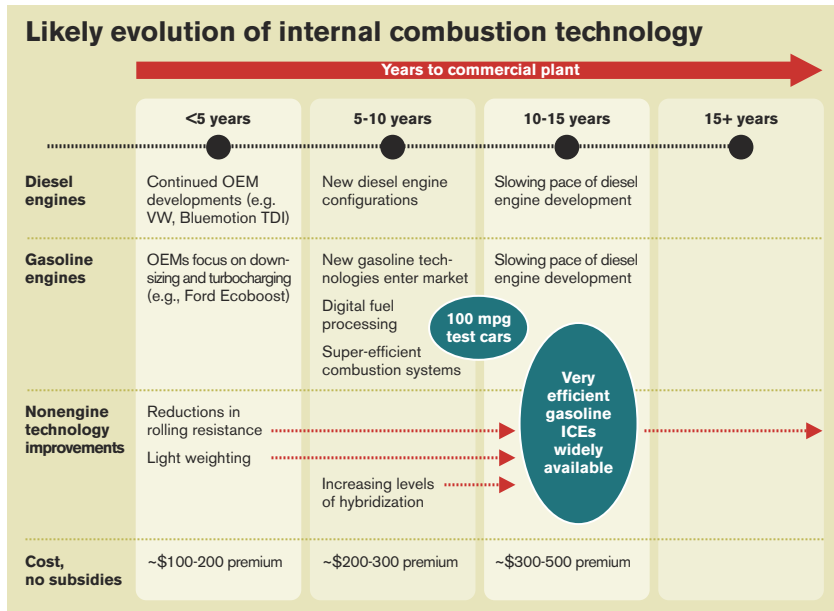 Likely evolution of internal combustion technology
Years to commercial plant
<5 years
5-10 years
10-15 years
15+ years
Diesel
engines
Continued OEM
developments (e.g.
VW, Bluemotion TDI)
New diesel engine
configurations
Slowing pace of diesel
engine development
Gasoline
engines
OEMs focus on down-
sizing and turbocharging
(e.g., Ford Ecoboost)
New gasoline tech-
nologies enter market
Digital fuel
processing
Super-efficient
combustion systems
Slowing pace of diesel
engine development
100 mpg
test cars
Very
efficient
gasoline
ICEs
widely
available
Nonengine
technology
improvements
Reductions in
rolling resistance
Light weighting
Increasing levels
of hybridization
Cost,
no subsidies
~$100-200 premium
~$200-300 premium
~$300-500 premium